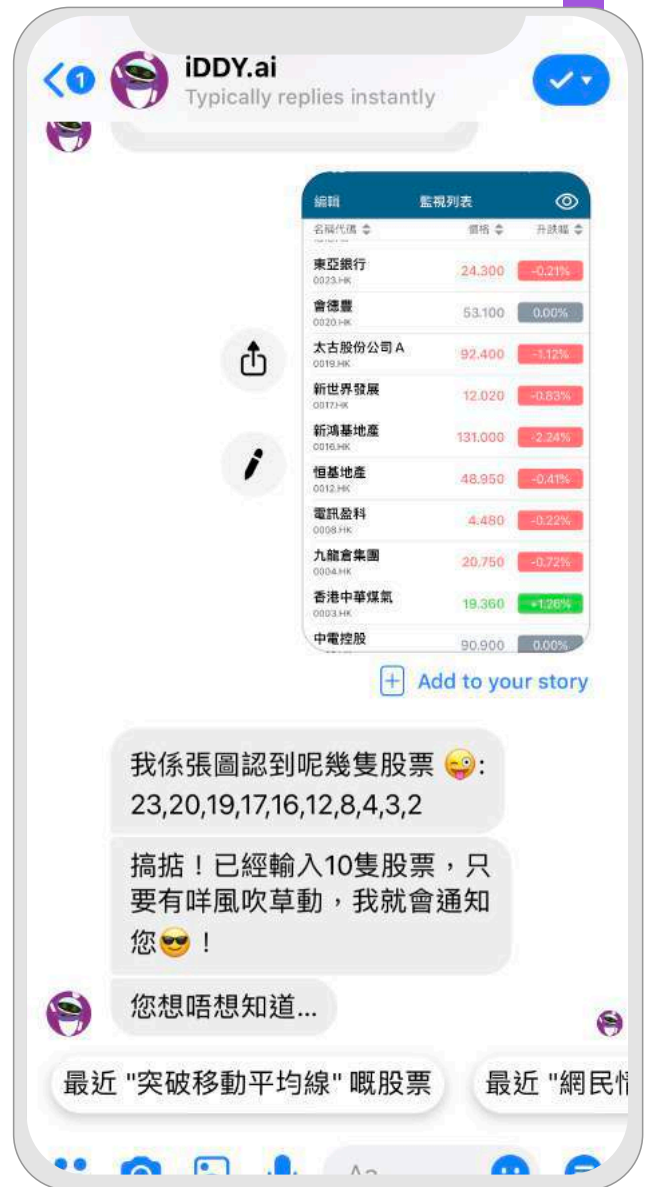 1
iDDY.ai
Typically replies instantly
編輯 監視列表
名稱代碼 價格 升跌幅
東亞銀行 24.300 -0.21%
0023.HK
會德豐 53.100 0.00%
0020.HK
太古股份公司A 92.400 -1.12%
0019.HK
新世界發展 12.020 -0.83%
0017.HK
新鴻基地產 131.000 -2.24%
0016.HK
恒基地產 48.950 -0.41%
0012.HK
電訊盈科 4.480 -0.22%
0008.HK
九龍倉集團 20.750 -0.72%
0004.HK
香港中華煤氣 19.360 +1.26%
0003.HK
中電控股 90.900 0.00%
Add to your story
我係張圖認到呢幾隻股票 😜:
23,20,19,17,16,12,8,4,3,2
搞掂！已經輸入10隻股票，只
要有咩風吹草動，我就會通知
您😎！
您想唔想知道...
最近 "突破移動平均線" 嘅股票
最近 "網民
Aa